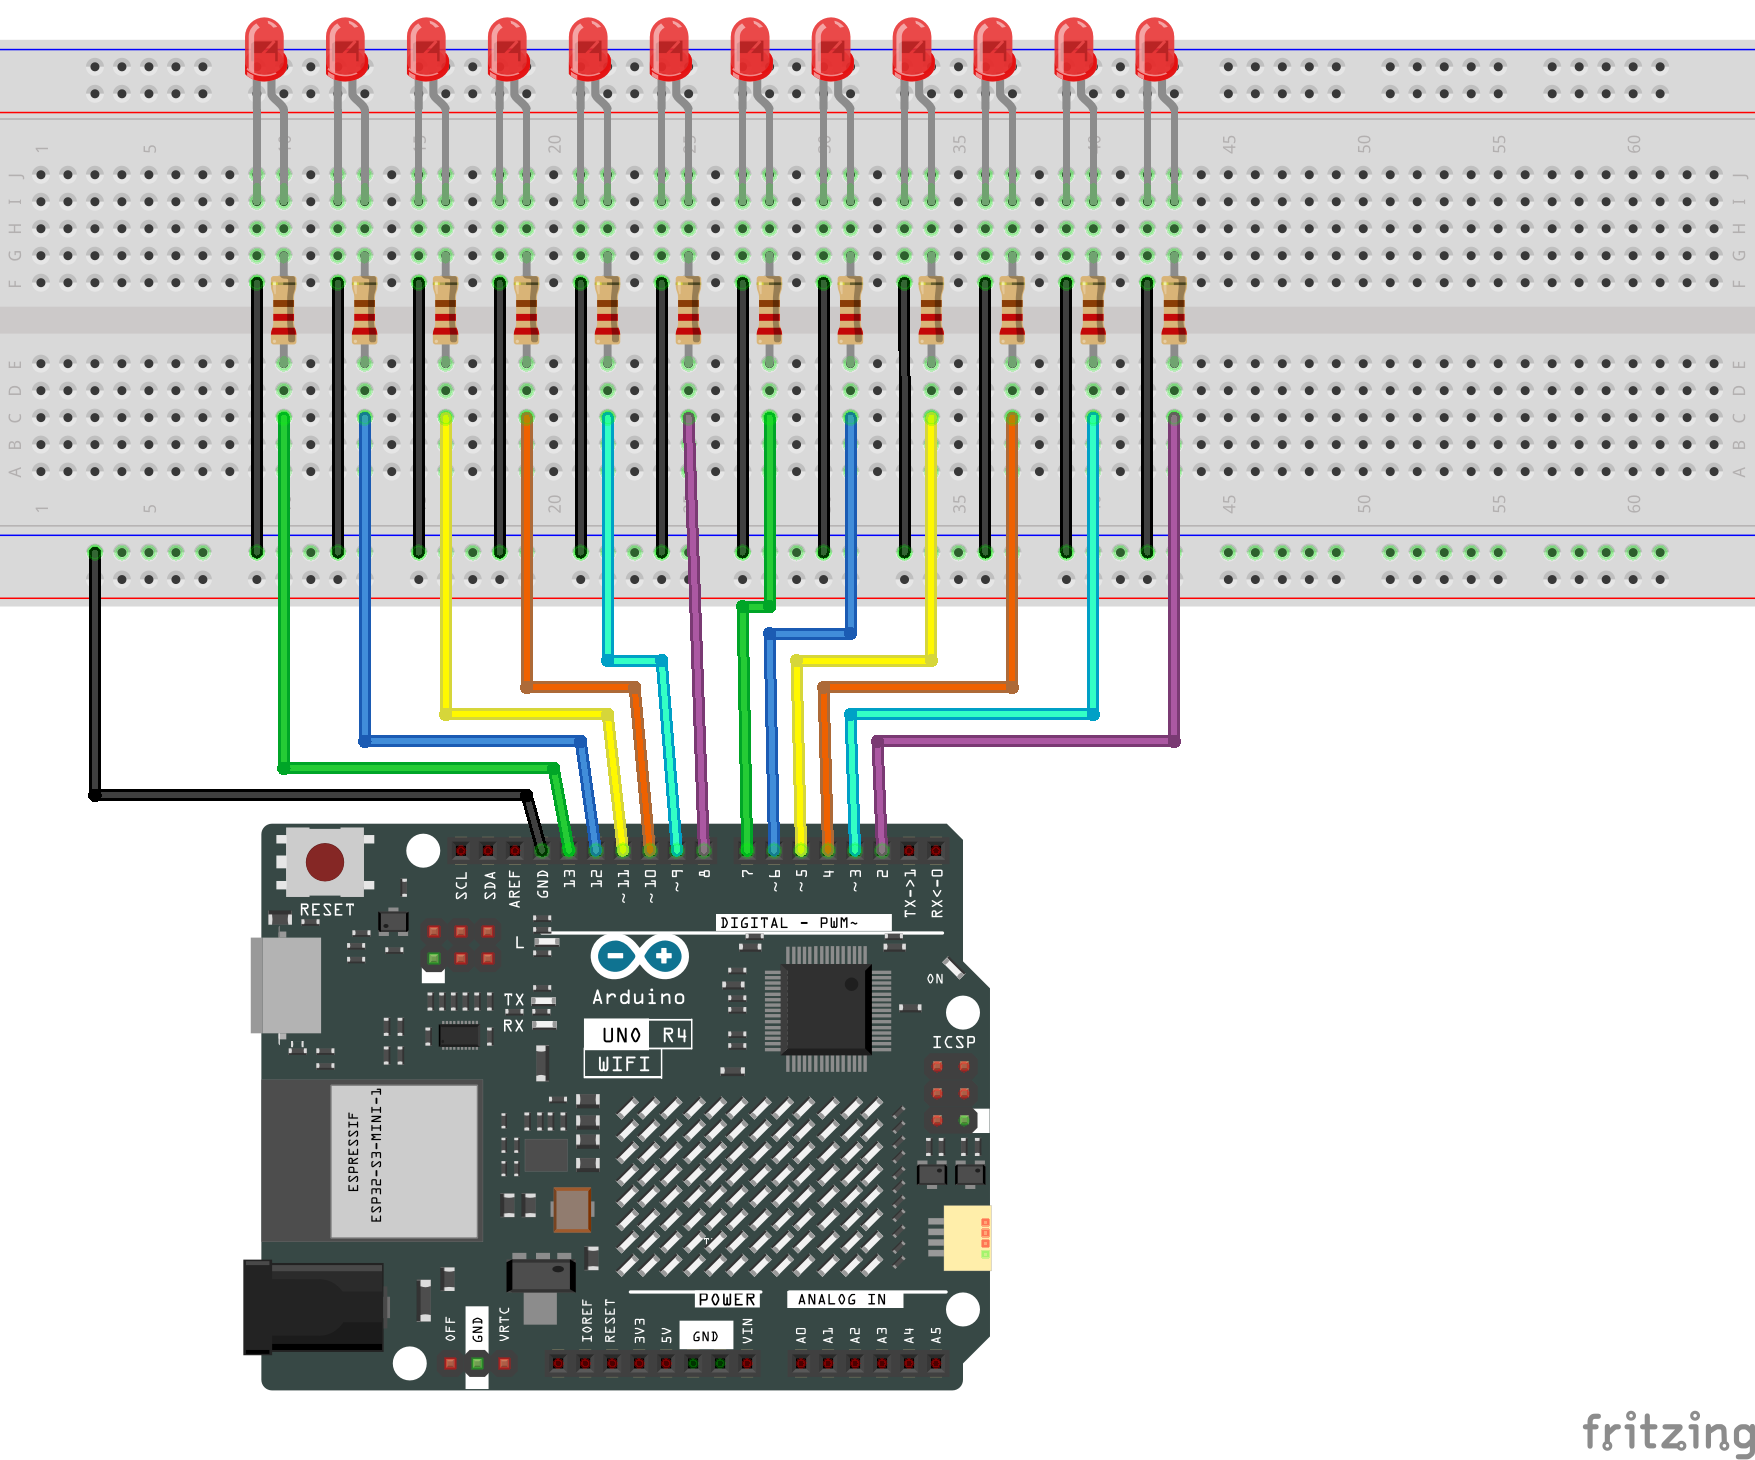 1 5 10 15 20 25 30 35 40 45 50 55 60
J J
I I
H H
G G
F F
E E
D D
C C
B B
A A
1 5 20 35 45 50 55 60
SCL SDA AREF GND 13 12 ~11 ~10 ~9 8 7 ~6 ~5 4 ~3 2 TX->1 RX<-0
RESET
DIGITAL - PWM~
L
ON
Arduino
TX
RX
UNO R4
WIFI
ICSP
ESPRESSIF
ESP32-S3-MINI-1
POWER
ANALOG IN
OFF GND VRTC IOREF RESET 3V3 5V GND VIN A0 A1 A2 A3 A4 A5
fritzing